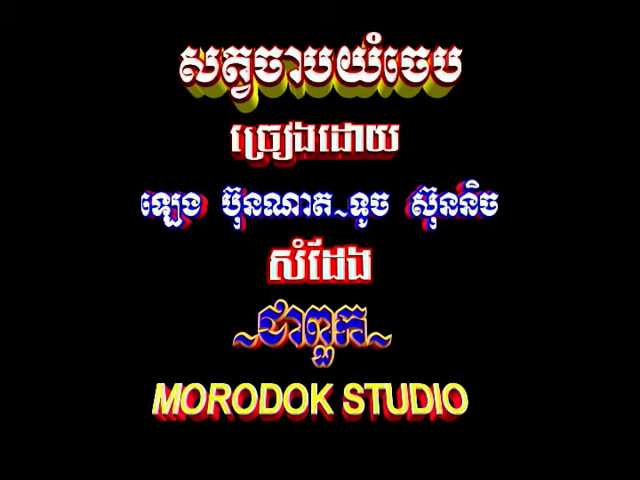 សត្វចាបយំចេប
ច្រៀងដោយ
ឡេង ប៊ុនណាត~ទូច ស៊ុននិច
សំដែង
~ជាពួក~
MORODOK STUDIO